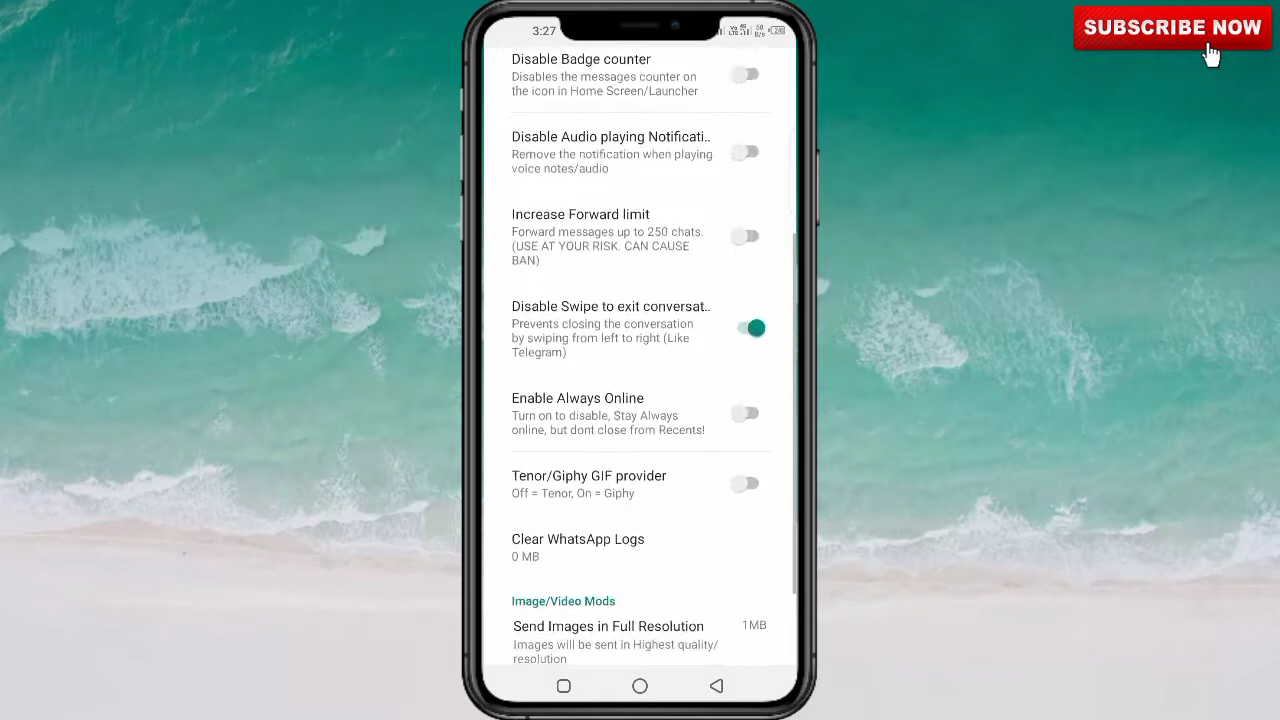 SUBSCRIBE NOW
3:27
Disable Badge counter
Disables the messages counter on
the icon in Home Screen/Launcher
Disable Audio playing Notificati..
Remove the notification when playing
voice notes/audio
Increase Forward limit
Forward messages up to 250 chats.
(USE AT YOUR RISK. CAN CAUSE
BAN)
Disable Swipe to exit conversat..
Prevents closing the conversation
by swiping from left to right (Like
Telegram)
Enable Always Online
Turn on to disable, Stay Always
online, but dont close from Recents!
Tenor/Giphy GIF provider
Off = Tenor, On = Giphy
Clear WhatsApp Logs
0 MB
Image/Video Mods
Send Images in Full Resolution
1MB
Images will be sent in Highest quality/
resolution